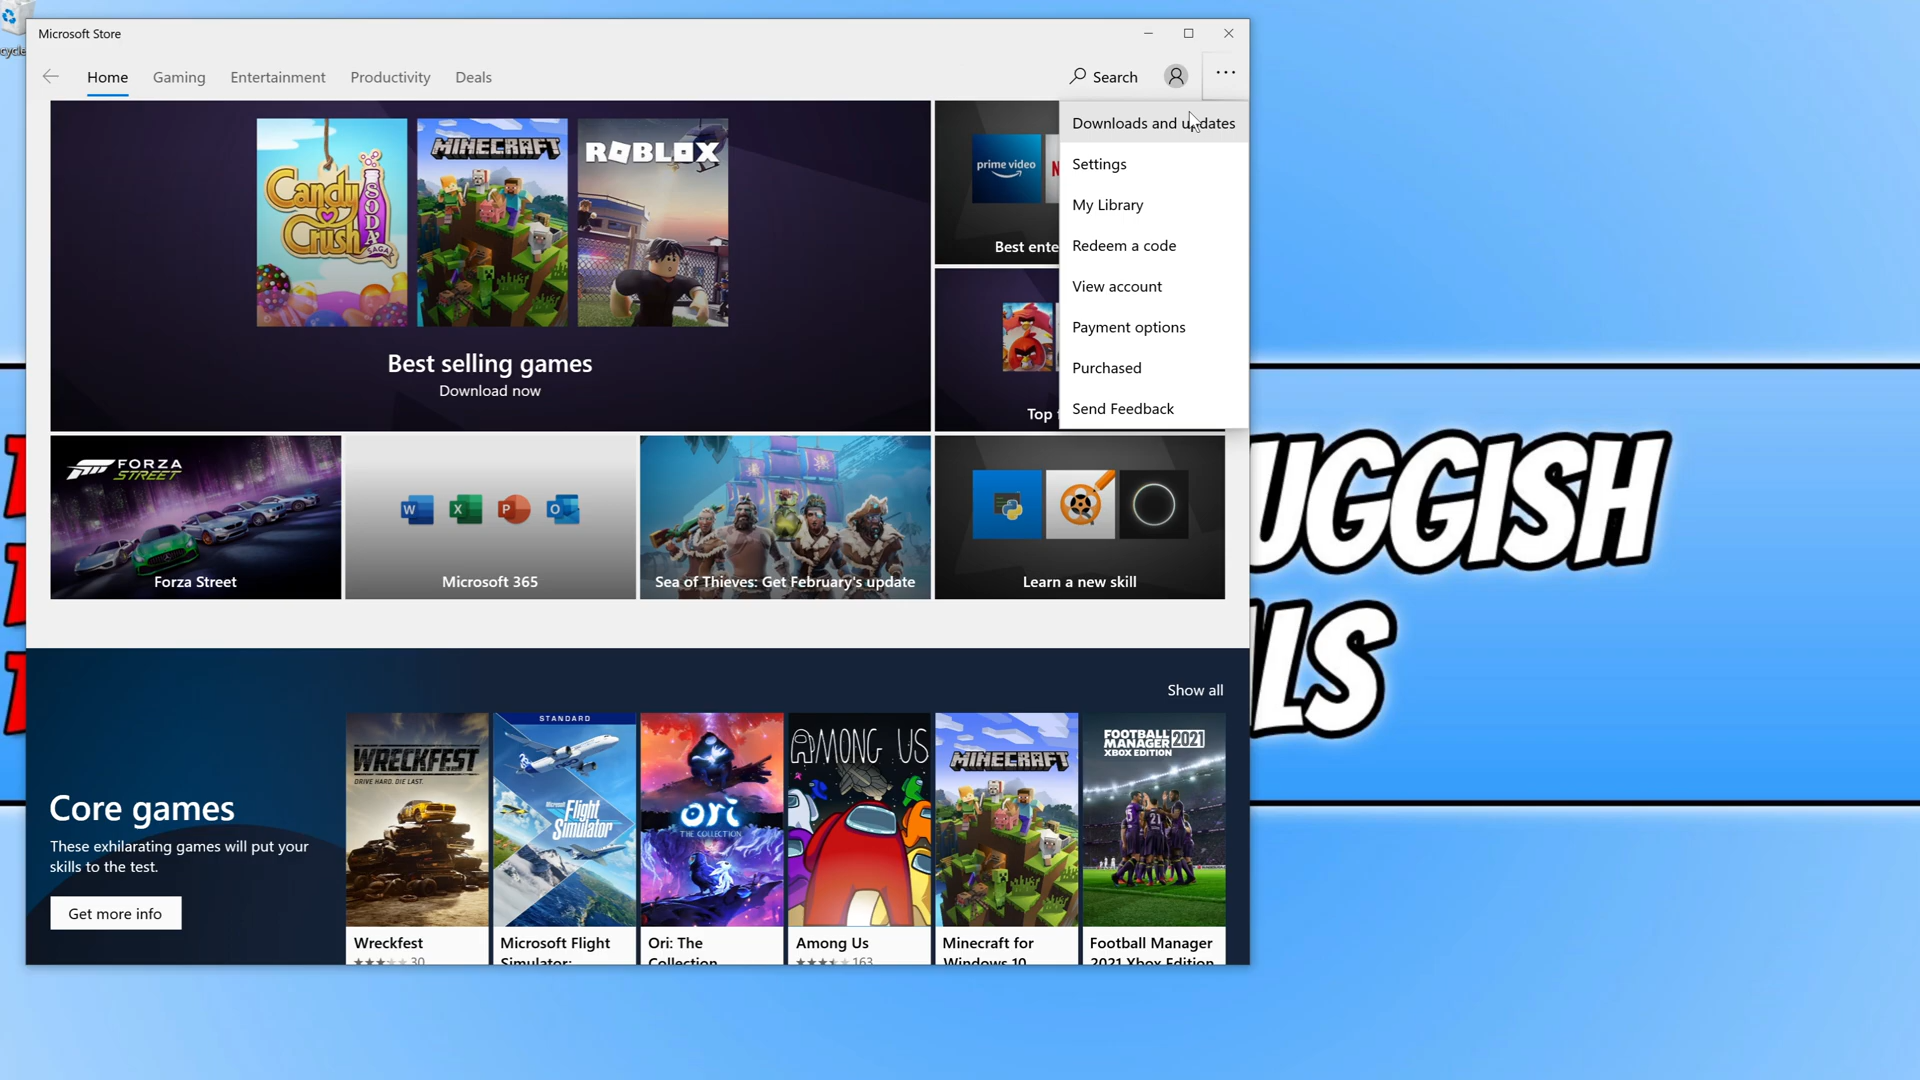 cycle
Microsoft Store
Home
Gaming
Entertainment
Productivity
Deals
Search
Downloads and updates
Settings
My Library
Redeem a code
View account
Payment options
Purchased
Send Feedback
Candy
Crush
SODA
SAGA
MINECRAFT
ROBLOX
Best selling games
Download now
prime video
N
Best ente
Top
FORZA
STREET
Forza Street
W
X
P
O
Microsoft 365
Sea of Thieves: Get February's update
Learn a new skill
UGGISH
LS
Show all
Core games
These exhilarating games will put your
skills to the test.
Get more info
WRECKFEST
DRIVE HARD. DIE LAST.
STANDARD
Microsoft
Flight
Simulator
ori
THE COLLECTION
AMONG US
MINECRAFT
FOOTBALL
MANAGER 2021
XBOX EDITION
Wreckfest
30
Microsoft Flight
Simulator:
Ori: The
Collection
Among Us
163
Minecraft for
Windows 10
Football Manager
2021 Xbox Edition